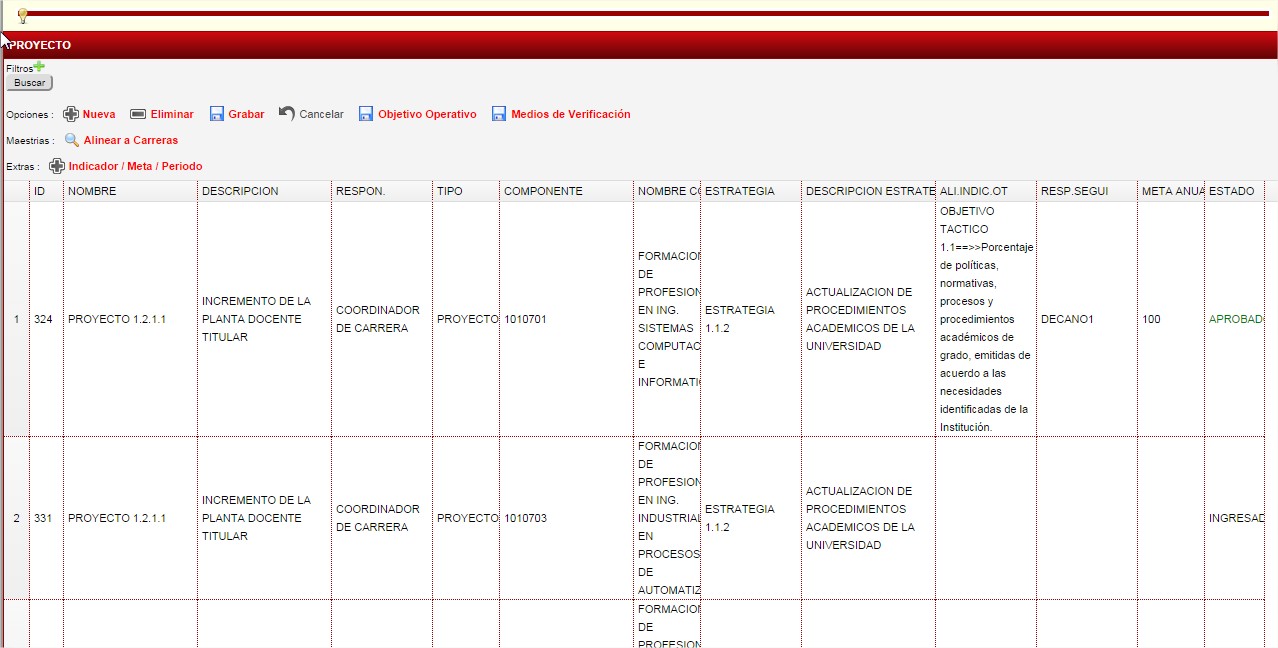 PROYECTO
Filtros
Buscar
Opciones : Nueva Eliminar Grabar Cancelar Objetivo Operativo Medios de Verificación
Maestrias : Alinear a Carreras
Extras : Indicador / Meta / Periodo
ID NOMBRE DESCRIPCION RESPON. TIPO COMPONENTE NOMBRE CO ESTRATEGIA DESCRIPCION ESTRATE ALI.INDIC.OT RESP.SEGUI META ANUA ESTADO
1
324
PROYECTO 1.2.1.1
INCREMENTO DE LA
PLANTA DOCENTE
TITULAR
COORDINADOR
DE CARRERA
PROYECTO
1010701
FORMACION
DE
PROFESION
EN ING.
SISTEMAS
COMPUTAC
E
INFORMATI
ESTRATEGIA
1.1.2
ACTUALIZACION DE
PROCEDIMIENTOS
ACADEMICOS DE LA
UNIVERSIDAD
OBJETIVO
TACTICO
1.1==>>Porcentaje
de políticas,
normativas,
procesos y
procedimientos
académicos de
grado, emitidas de
acuerdo a las
necesidades
identificadas de la
Institución.
DECANO1
100
APROBAD
2
331
PROYECTO 1.2.1.1
INCREMENTO DE LA
PLANTA DOCENTE
TITULAR
COORDINADOR
DE CARRERA
PROYECTO
1010703
FORMACION
DE
PROFESION
EN ING.
INDUSTRIAL
EN
PROCESOS
DE
AUTOMATIZ
ESTRATEGIA
1.1.2
ACTUALIZACION DE
PROCEDIMIENTOS
ACADEMICOS DE LA
UNIVERSIDAD
INGRESAD
FORMACION
DE
PROFESION